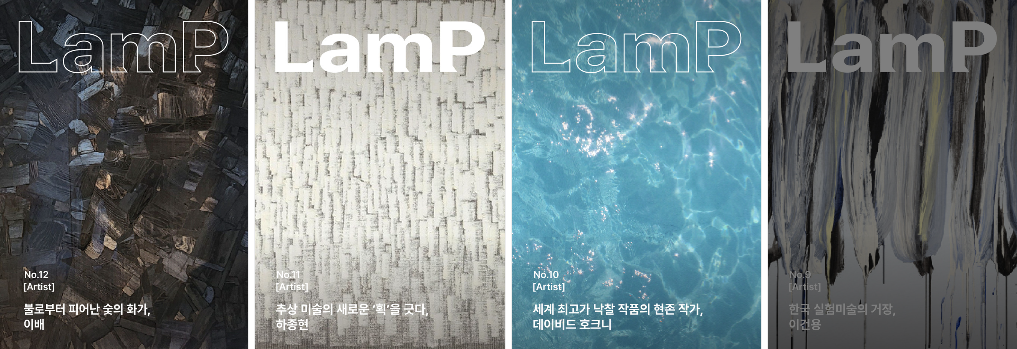 LamP
No.12
[Artist]
불로부터 피어난 숯의 화가,
이배
LamP
No.11
[Artist]
추상 미술의 새로운 ‘획’을 긋다,
하종현
LamP
No.10
[Artist]
세계 최고가 낙찰 작품의 현존 작가,
데이비드 호크니
LamP
No.9
[Artist]
한국 실험미술의 거장,
이건용